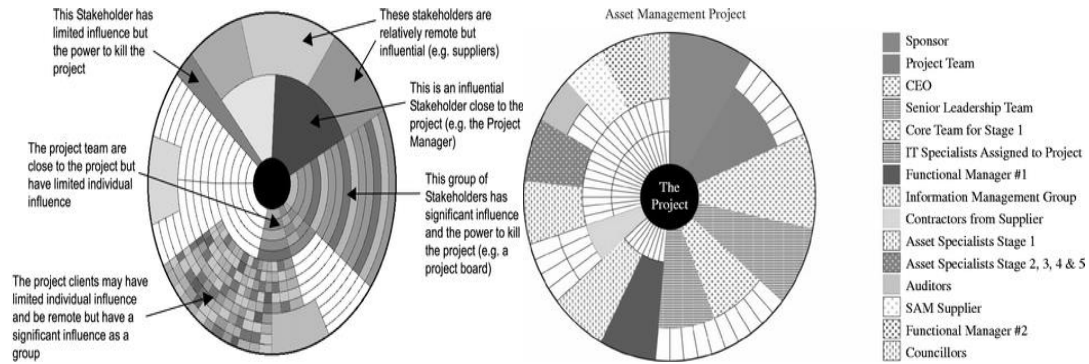 This Stakeholder has
limited influence but
the power to kill the
project
These stakeholders are
relatively remote but
influential (e.g. suppliers)
This is an influential
Stakeholder close to the
project (e.g. the Project
Manager)
The project team are
close to the project but
have limited individual
influence
This group of
Stakeholders has
significant influence
and the power to kill
the project (e.g. a
project board)
The project clients may have
limited individual influence
and be remote but have a
significant influence as a
group
Asset Management Project
The
Project
Sponsor
Project Team
CEO
Senior Leadership Team
Core Team for Stage 1
IT Specialists Assigned to Project
Functional Manager #1
Information Management Group
Contractors from Supplier
Asset Specialists Stage 1
Asset Specialists Stage 2, 3, 4 & 5
Auditors
SAM Supplier
Functional Manager #2
Councillors